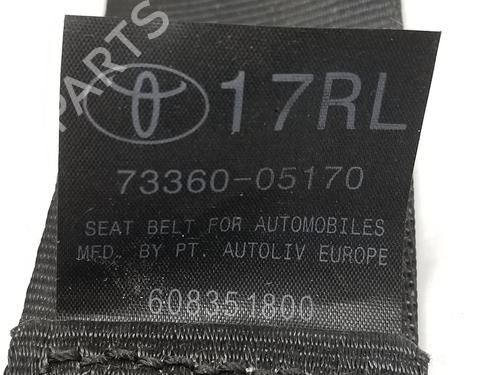 17RL
73360-05170
SEAT BELT FOR AUTOMOBILES
MFD. BY PT. AUTOLIV EUROPE
608351800
PARTS